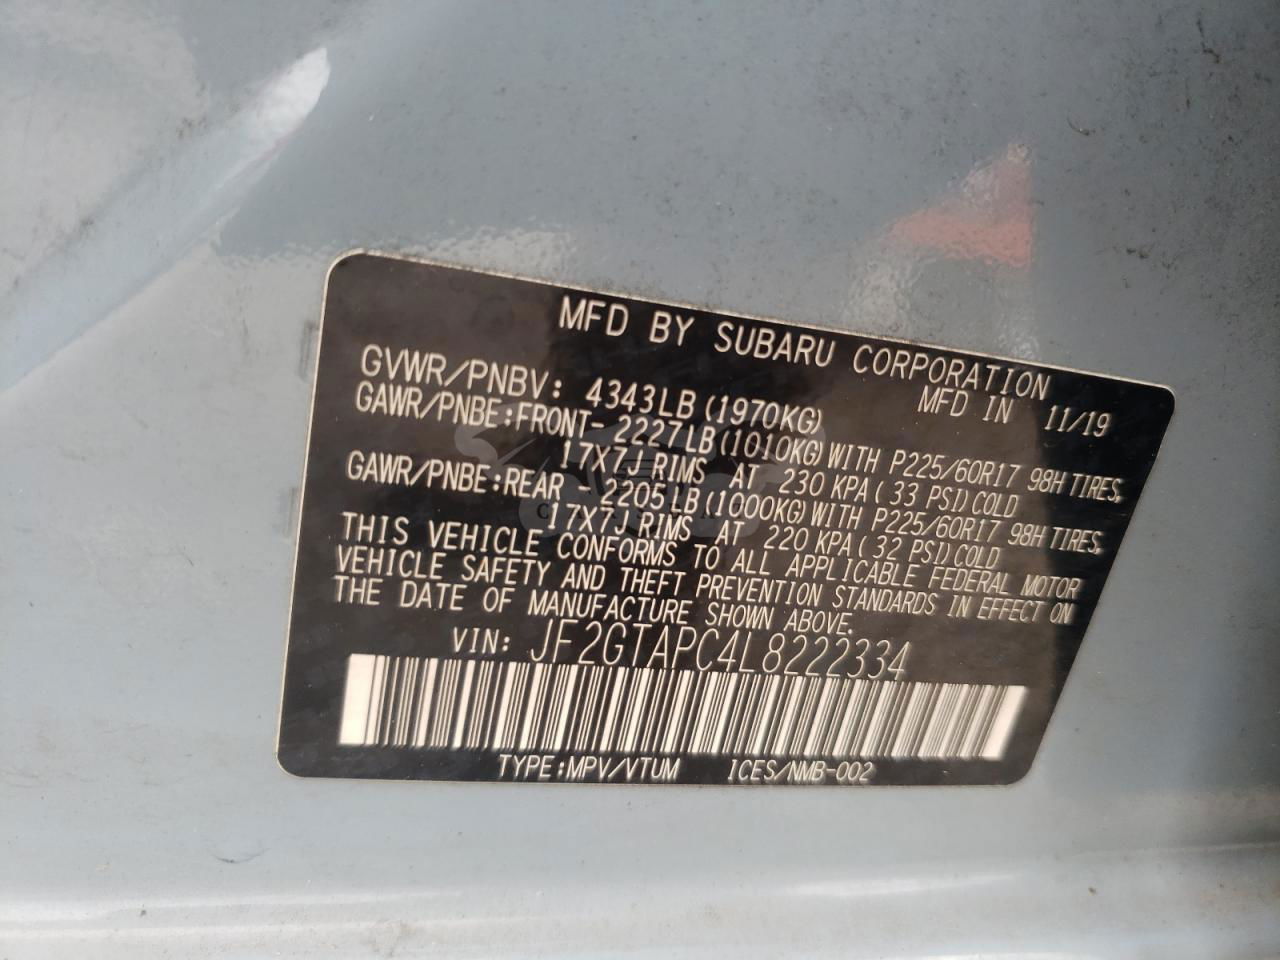 MFD BY SUBARU CORPORATION
GVWR/PNBV: 4343LB (1970KG) MFD IN 11/19
GAWR/PNBE:FRONT- 2227LB (1010KG) WITH P225/60R17 98H TIRES,
17X7J RIMS AT 230 KPA ( 33 PSI) COLD
GAWR/PNBE:REAR - 2205LB (1000KG) WITH P225/60R17 98H TIRES,
17X7J RIMS AT 220 KPA ( 32 PSI) COLD
THIS VEHICLE CONFORMS TO ALL APPLICABLE FEDERAL MOTOR
VEHICLE SAFETY AND THEFT PREVENTION STANDARDS IN EFFECT ON
THE DATE OF MANUFACTURE SHOWN ABOVE.
VIN: JF2GTAPC4L8222334
TYPE:MPV/VTUM ICES/NMB-002